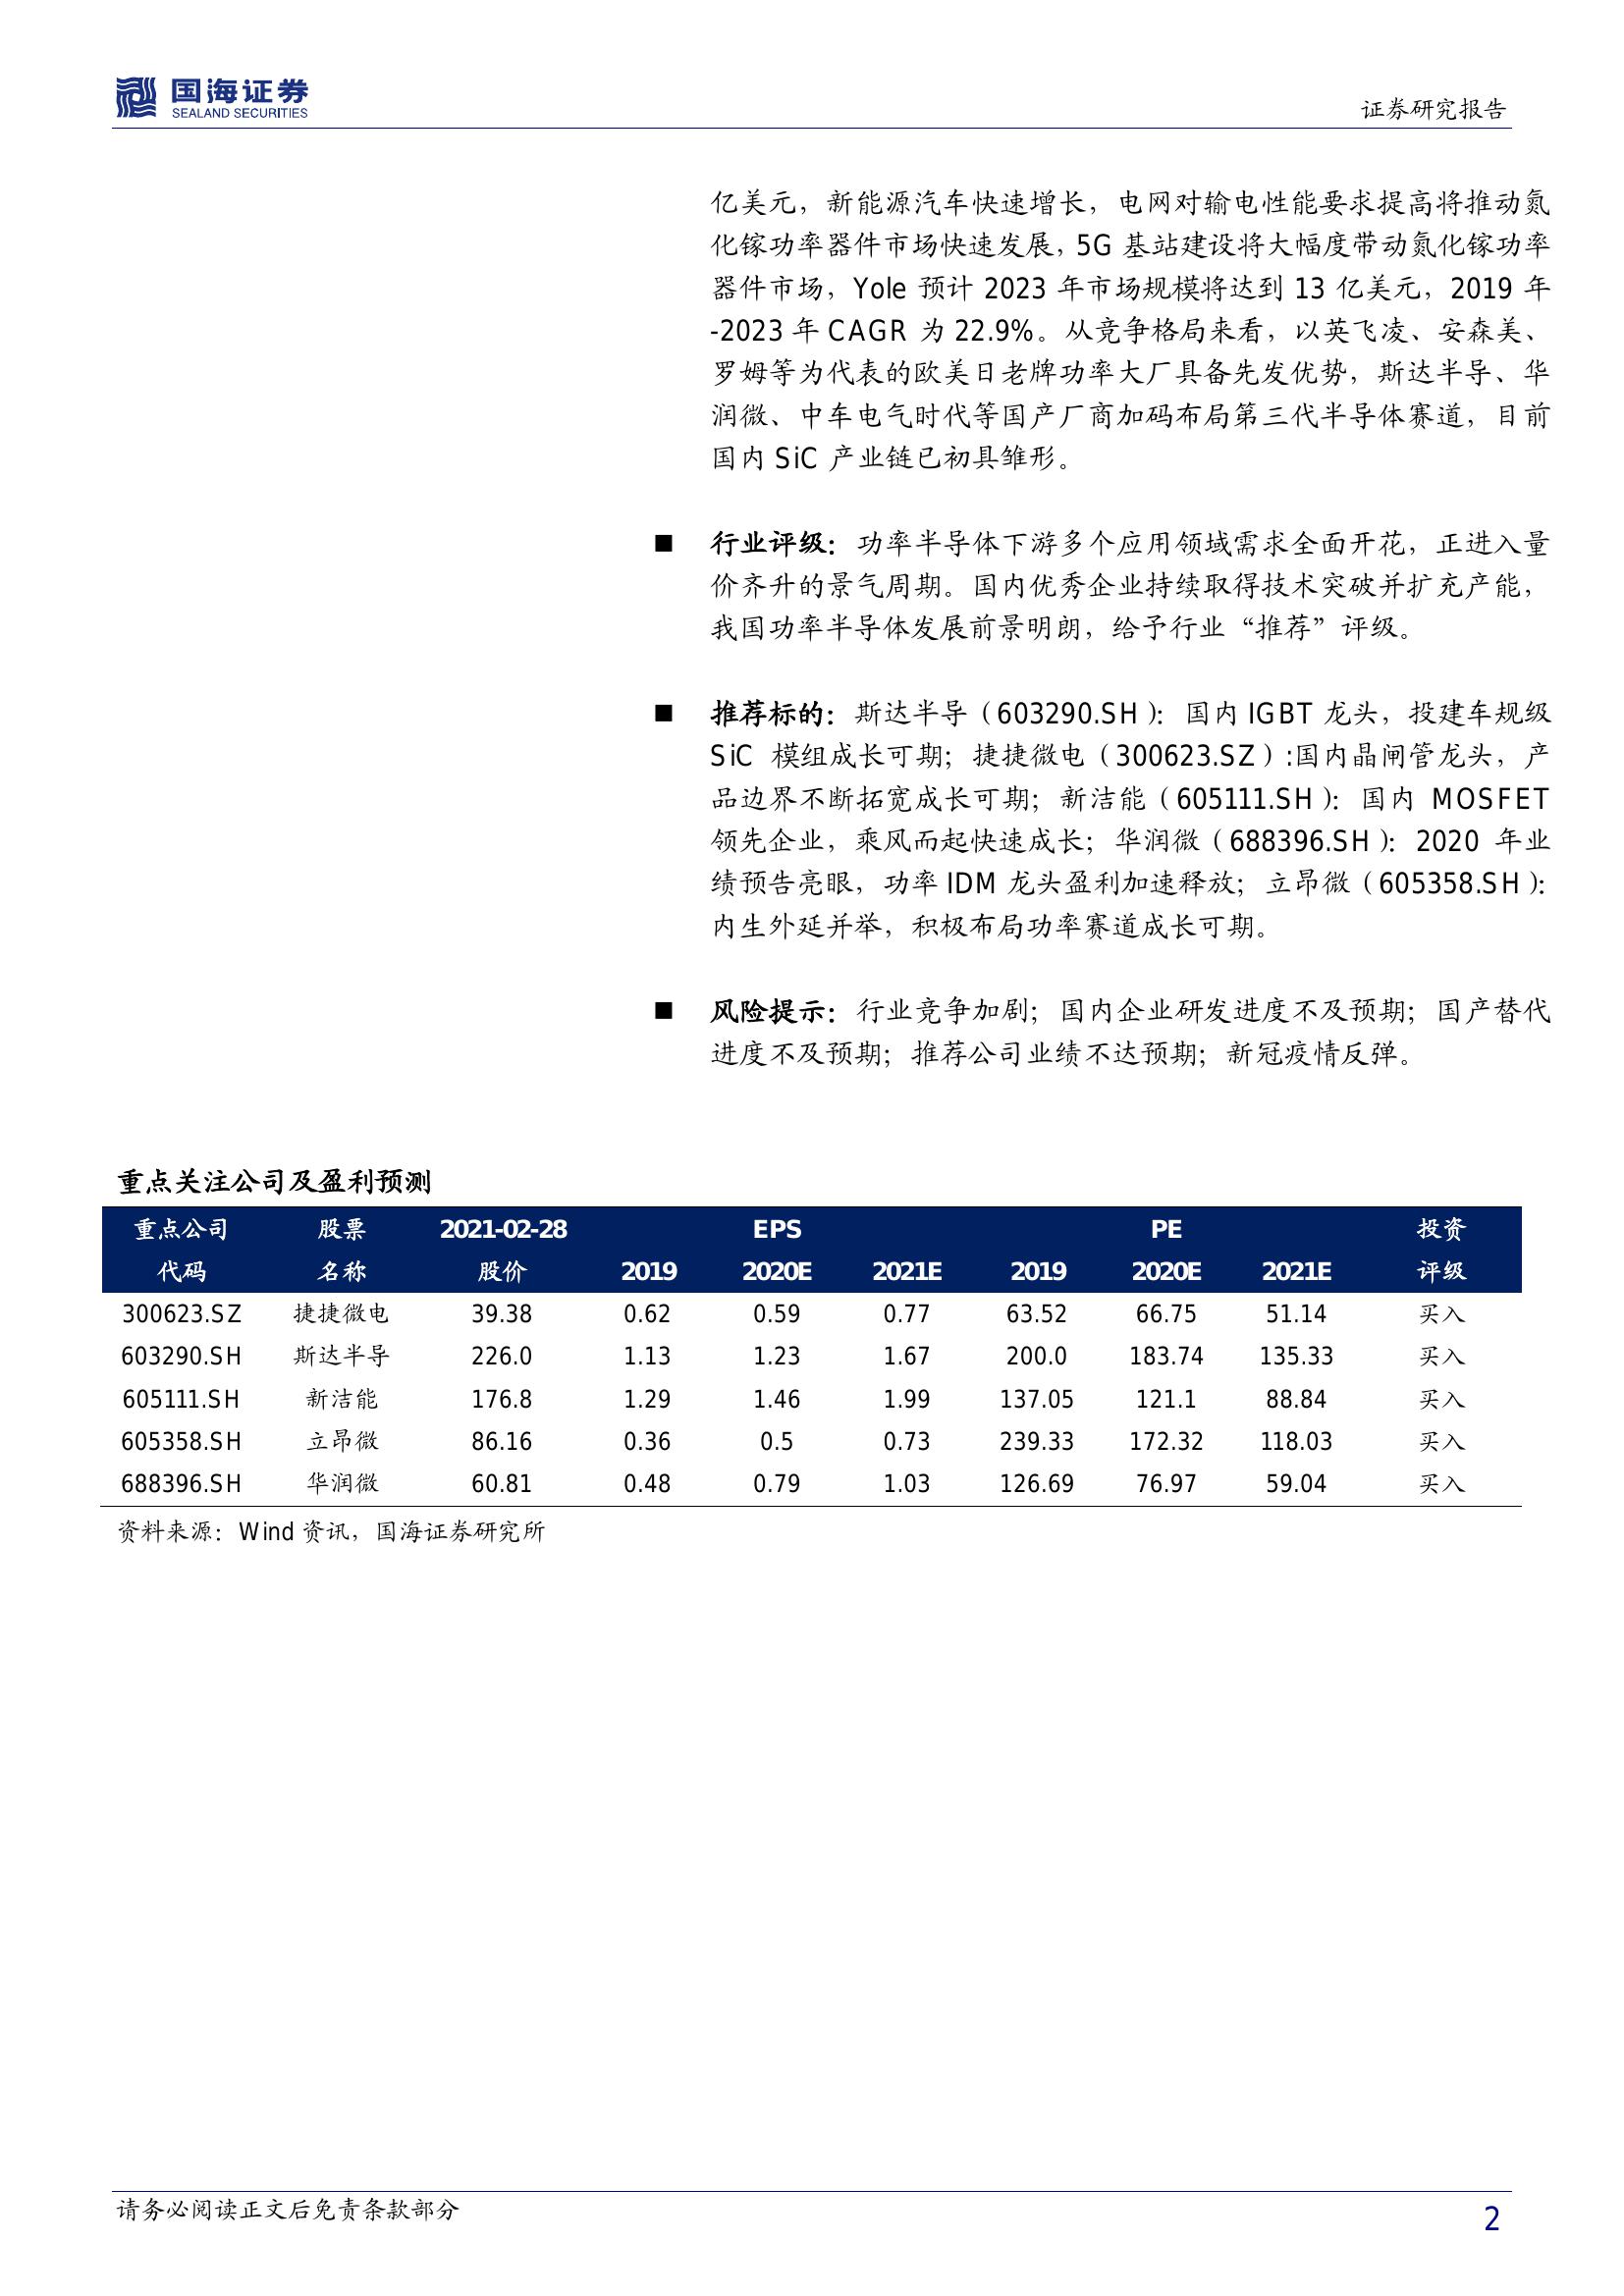 国海证券
SEALAND SECURITIES
证券研究报告
亿美元，新能源汽车快速增长，电网对输电性能要求提高将推动氮
化镓功率器件市场快速发展，5G 基站建设将大幅度带动氮化镓功率
器件市场，Yole 预计 2023 年市场规模将达到 13 亿美元，2019 年
-2023 年 CAGR 为 22.9%。从竞争格局来看，以英飞凌、安森美、
罗姆等为代表的欧美日老牌功率大厂具备先发优势，斯达半导、华
润微、中车电气时代等国产厂商加码布局第三代半导体赛道，目前
国内 SiC 产业链已初具雏形。
■ 行业评级：功率半导体下游多个应用领域需求全面开花，正进入量
价齐升的景气周期。国内优秀企业持续取得技术突破并扩充产能，
我国功率半导体发展前景明朗，给予行业“推荐”评级。
■ 推荐标的：斯达半导（603290.SH）：国内 IGBT 龙头，投建车规级
SiC 模组成长可期；捷捷微电（300623.SZ）:国内晶闸管龙头，产
品边界不断拓宽成长可期；新洁能（605111.SH）：国内 MOSFET
领先企业，乘风而起快速成长；华润微（688396.SH）：2020 年业
绩预告亮眼，功率 IDM 龙头盈利加速释放；立昂微（605358.SH）：
内生外延并举，积极布局功率赛道成长可期。
■ 风险提示：行业竞争加剧；国内企业研发进度不及预期；国产替代
进度不及预期；推荐公司业绩不达预期；新冠疫情反弹。
重点关注公司及盈利预测
重点公司 股票 2021-02-28 EPS PE 投资
代码 名称 股价 2019 2020E 2021E 2019 2020E 2021E 评级
300623.SZ 捷捷微电 39.38 0.62 0.59 0.77 63.52 66.75 51.14 买入
603290.SH 斯达半导 226.0 1.13 1.23 1.67 200.0 183.74 135.33 买入
605111.SH 新洁能 176.8 1.29 1.46 1.99 137.05 121.1 88.84 买入
605358.SH 立昂微 86.16 0.36 0.5 0.73 239.33 172.32 118.03 买入
688396.SH 华润微 60.81 0.48 0.79 1.03 126.69 76.97 59.04 买入
资料来源：Wind 资讯，国海证券研究所
请务必阅读正文后免责条款部分
2